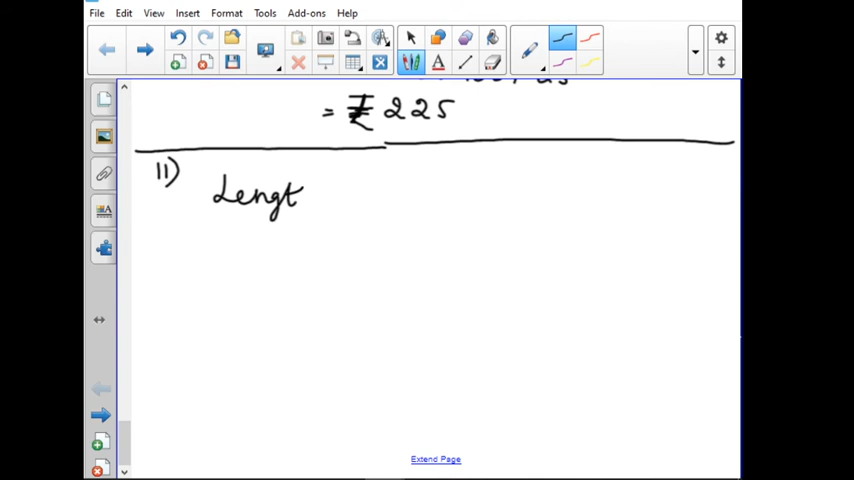 File Edit View Insert Format Tools Add-ons Help
= ₹ 225
11)
Lengt
Extend Page